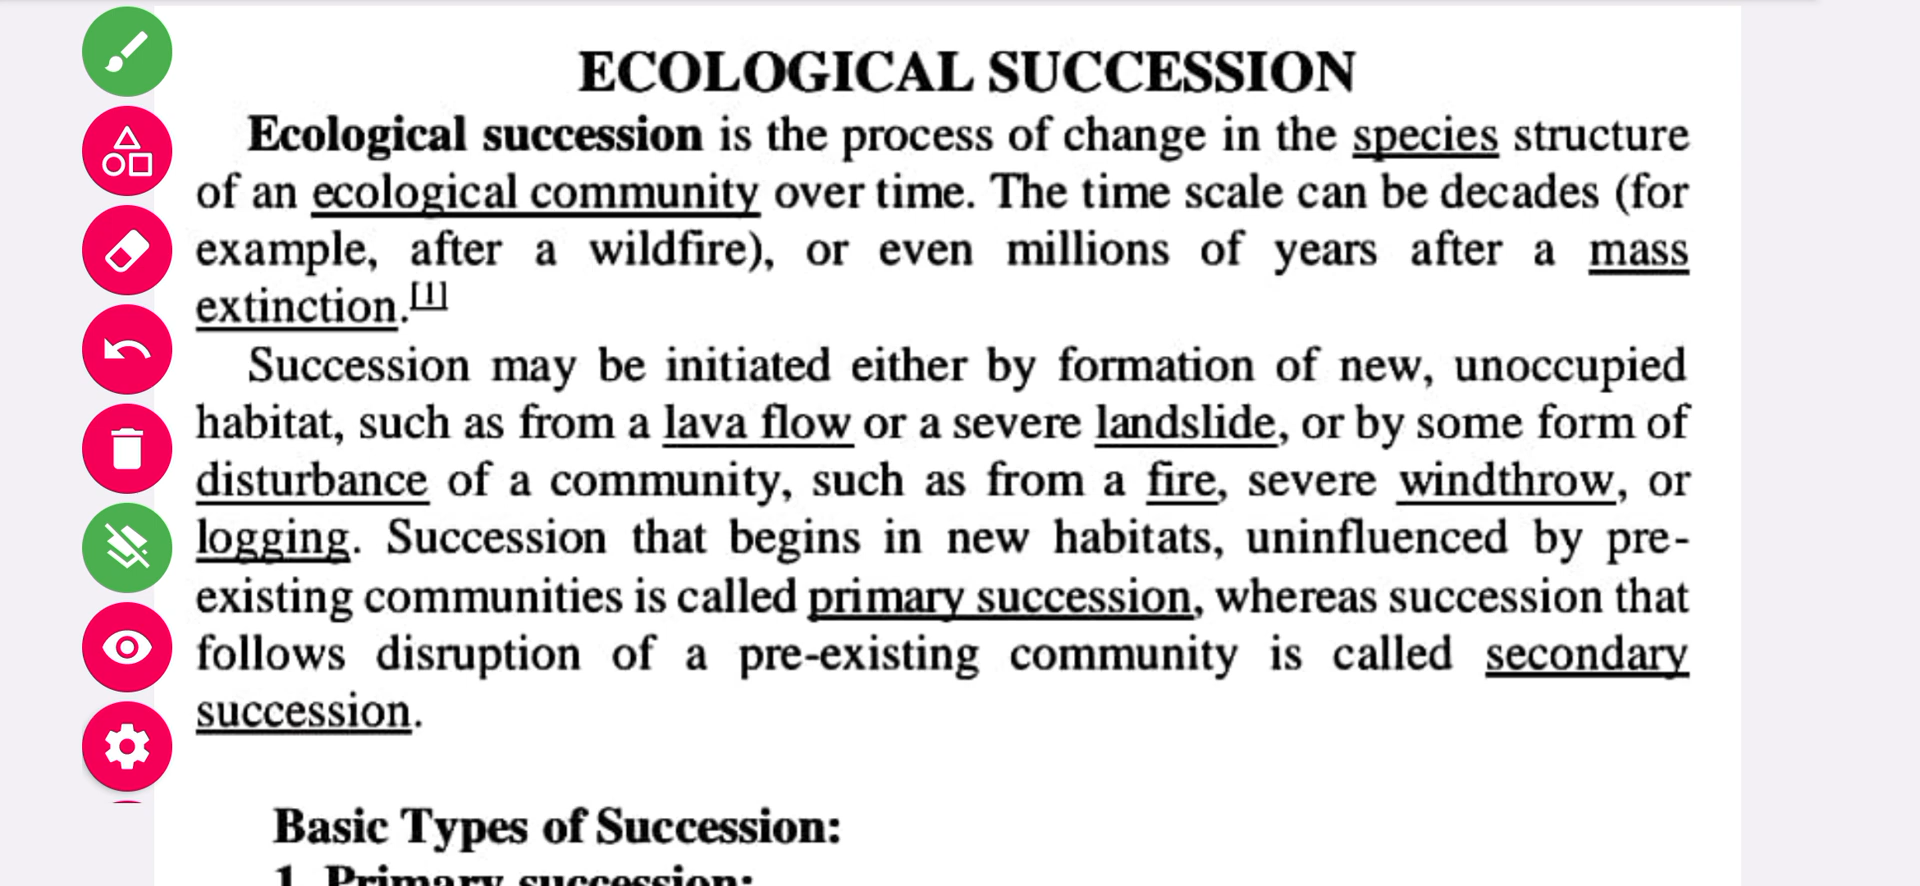 ECOLOGICAL SUCCESSION
Ecological succession is the process of change in the species structure
of an ecological community over time. The time scale can be decades (for
example, after a wildfire), or even millions of years after a mass
extinction.[1]
Succession may be initiated either by formation of new, unoccupied
habitat, such as from a lava flow or a severe landslide, or by some form of
disturbance of a community, such as from a fire, severe windthrow, or
logging. Succession that begins in new habitats, uninfluenced by pre-
existing communities is called primary succession, whereas succession that
follows disruption of a pre-existing community is called secondary
succession.
Basic Types of Succession:
1. Primary succession: